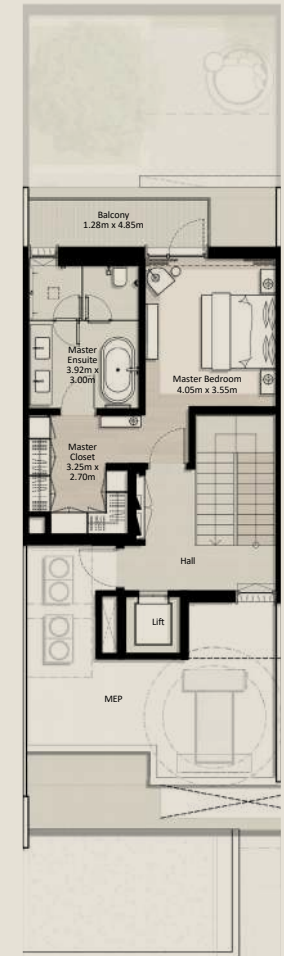 Balcony
1.28m x 4.85m
Master
Ensuite
3.92m x
3.00m
Master Bedroom
4.05m x 3.55m
Master
Closet
3.25m x
2.70m
Hall
Lift
MEP